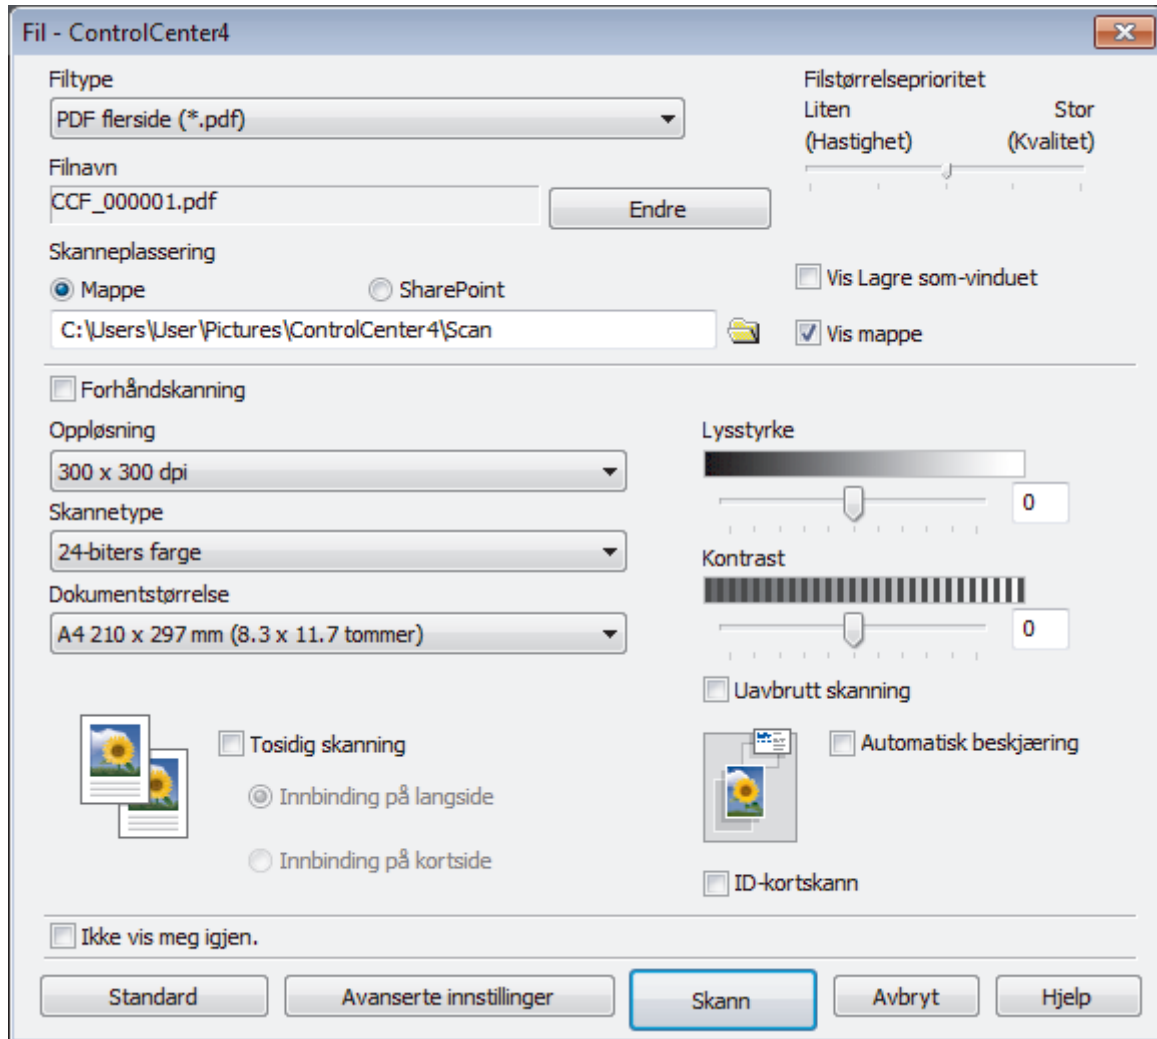 Fil - ControlCenter4
Filtype
PDF flerside (*.pdf)
Filstørrelseprioritet
Liten Stor
(Hastighet) (Kvalitet)
Filnavn
CCF_000001.pdf
Endre
Skanneplassering
Mappe SharePoint
C:\Users\User\Pictures\ControlCenter4\Scan
Vis Lagre som-vinduet
Vis mappe
Forhåndskanning
Oppløsning
300 x 300 dpi
Skannetype
24-biters farge
Dokumentstørrelse
A4 210 x 297 mm (8.3 x 11.7 tommer)
Lysstyrke
0
Kontrast
0
Uavbrutt skanning
Tosidig skanning
Innbinding på langside
Innbinding på kortside
Automatisk beskjæring
ID-kortskann
Ikke vis meg igjen.
Standard Avanserte innstillinger Skann Avbryt Hjelp